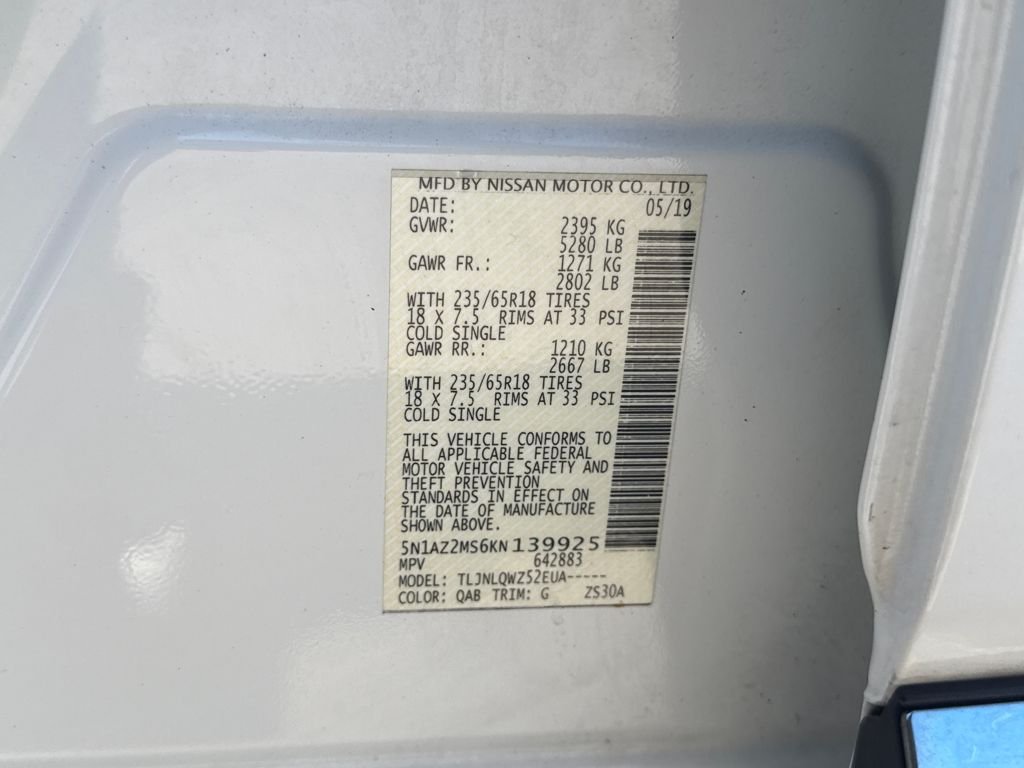 MFD BY NISSAN MOTOR CO., LTD.
DATE: 05/19
GVWR: 2395 KG
5280 LB
GAWR FR.: 1271 KG
2802 LB
WITH 235/65R18 TIRES
18 X 7.5 RIMS AT 33 PSI
COLD SINGLE
GAWR RR.: 1210 KG
2667 LB
WITH 235/65R18 TIRES
18 X 7.5 RIMS AT 33 PSI
COLD SINGLE
THIS VEHICLE CONFORMS TO
ALL APPLICABLE FEDERAL
MOTOR VEHICLE SAFETY AND
THEFT PREVENTION
STANDARDS IN EFFECT ON
THE DATE OF MANUFACTURE
SHOWN ABOVE.
5N1AZ2MS6KN139925
MPV 642883
MODEL: TLJNLQWZ52EUA-----
COLOR: QAB TRIM: G ZS30A